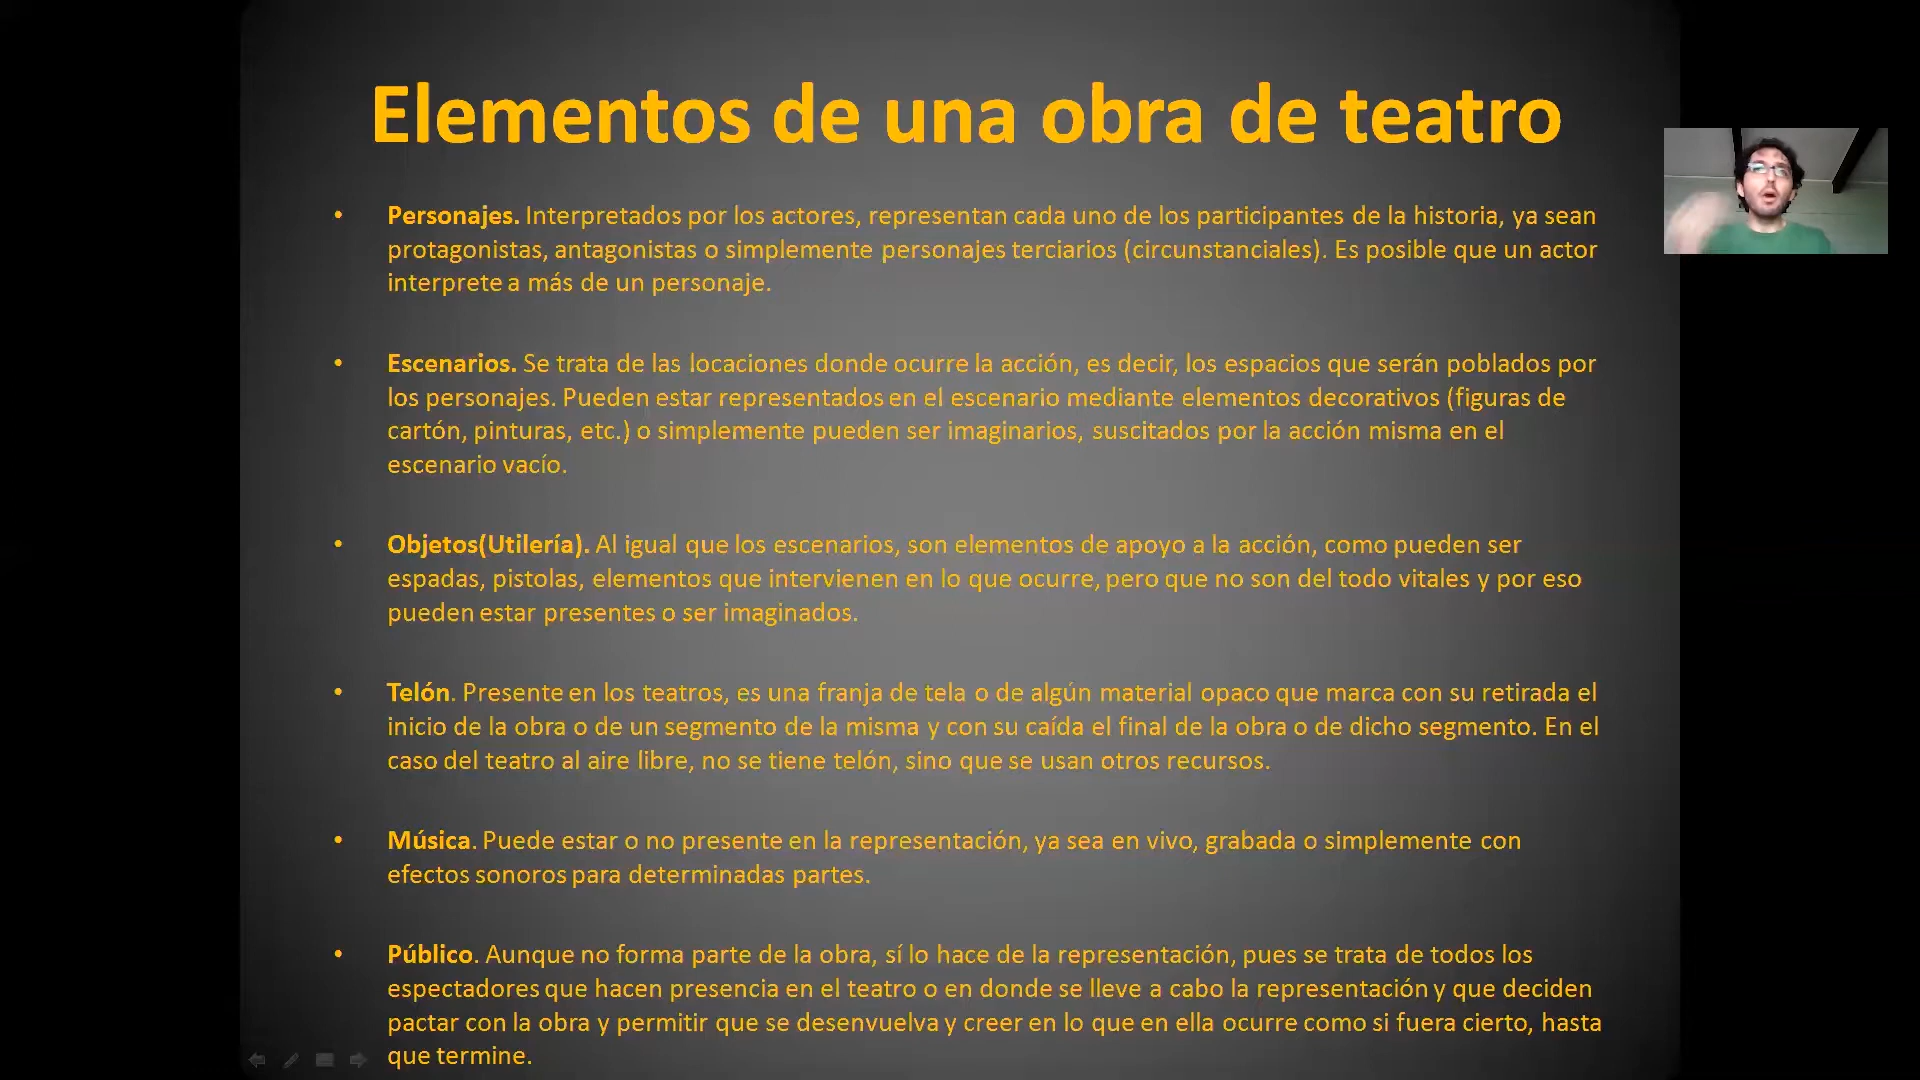 Elementos de una obra de teatro
• Personajes. Interpretados por los actores, representan cada uno de los participantes de la historia, ya sean
protagonistas, antagonistas o simplemente personajes terciarios (circunstanciales). Es posible que un actor
interprete a más de un personaje.
• Escenarios. Se trata de las locaciones donde ocurre la acción, es decir, los espacios que serán poblados por
los personajes. Pueden estar representados en el escenario mediante elementos decorativos (figuras de
cartón, pinturas, etc.) o simplemente pueden ser imaginarios, suscitados por la acción misma en el
escenario vacío.
• Objetos(Utilería). Al igual que los escenarios, son elementos de apoyo a la acción, como pueden ser
espadas, pistolas, elementos que intervienen en lo que ocurre, pero que no son del todo vitales y por eso
pueden estar presentes o ser imaginados.
• Telón. Presente en los teatros, es una franja de tela o de algún material opaco que marca con su retirada el
inicio de la obra o de un segmento de la misma y con su caída el final de la obra o de dicho segmento. En el
caso del teatro al aire libre, no se tiene telón, sino que se usan otros recursos.
• Música. Puede estar o no presente en la representación, ya sea en vivo, grabada o simplemente con
efectos sonoros para determinadas partes.
• Público. Aunque no forma parte de la obra, sí lo hace de la representación, pues se trata de todos los
espectadores que hacen presencia en el teatro o en donde se lleve a cabo la representación y que deciden
pactar con la obra y permitir que se desenvuelva y creer en lo que en ella ocurre como si fuera cierto, hasta
que termine.